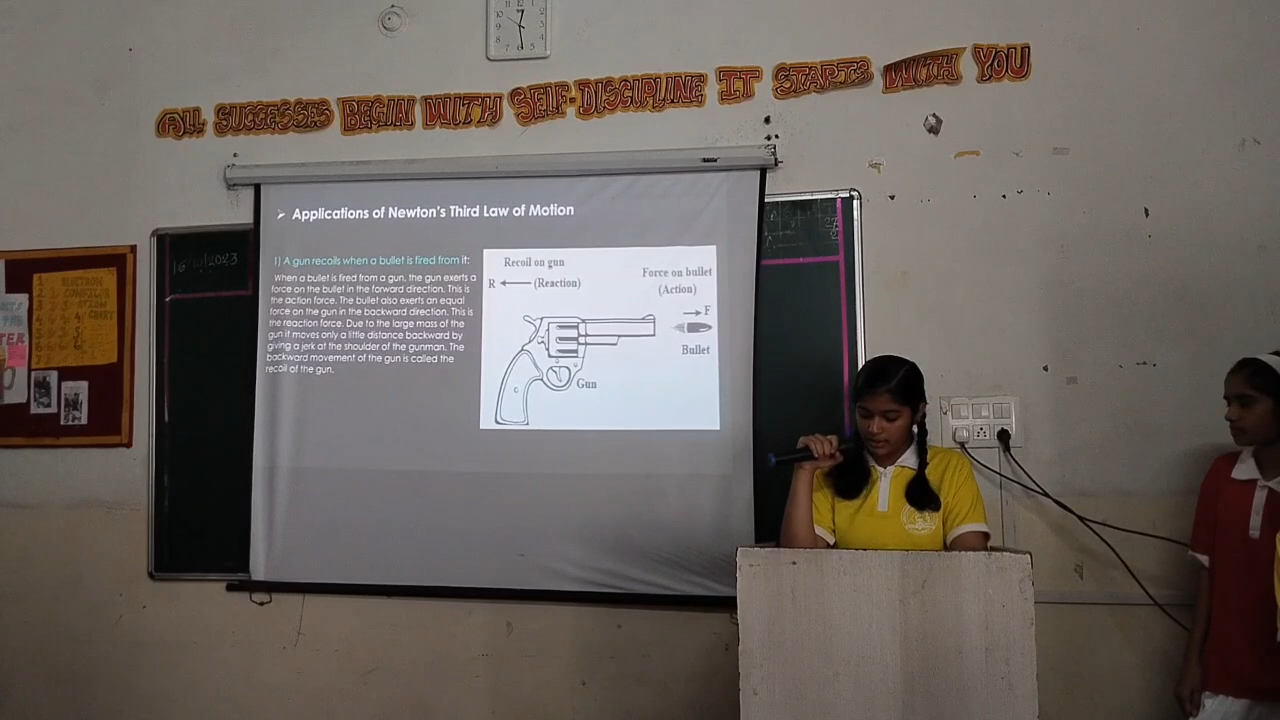 ALL SUCCESSES BEGIN WITH SELF-DISCIPLINE IT STARTS WITH YOU
➢ Applications of Newton's Third Law of Motion
1) A gun recoils when a bullet is fired from it:
When a bullet is fired from a gun, the gun exerts a
force on the bullet in the forward direction. This is
the action force. The bullet also exerts an equal
force on the gun in the backward direction. This is
the reaction force. Due to the large mass of the
gun it moves only a little distance backward by
giving a jerk at the shoulder of the gunman. The
backward movement of the gun is called the
recoil of the gun.
Recoil on gun
R (Reaction)
Force on bullet
(Action)
F
Bullet
Gun
ELECTRON
CHART